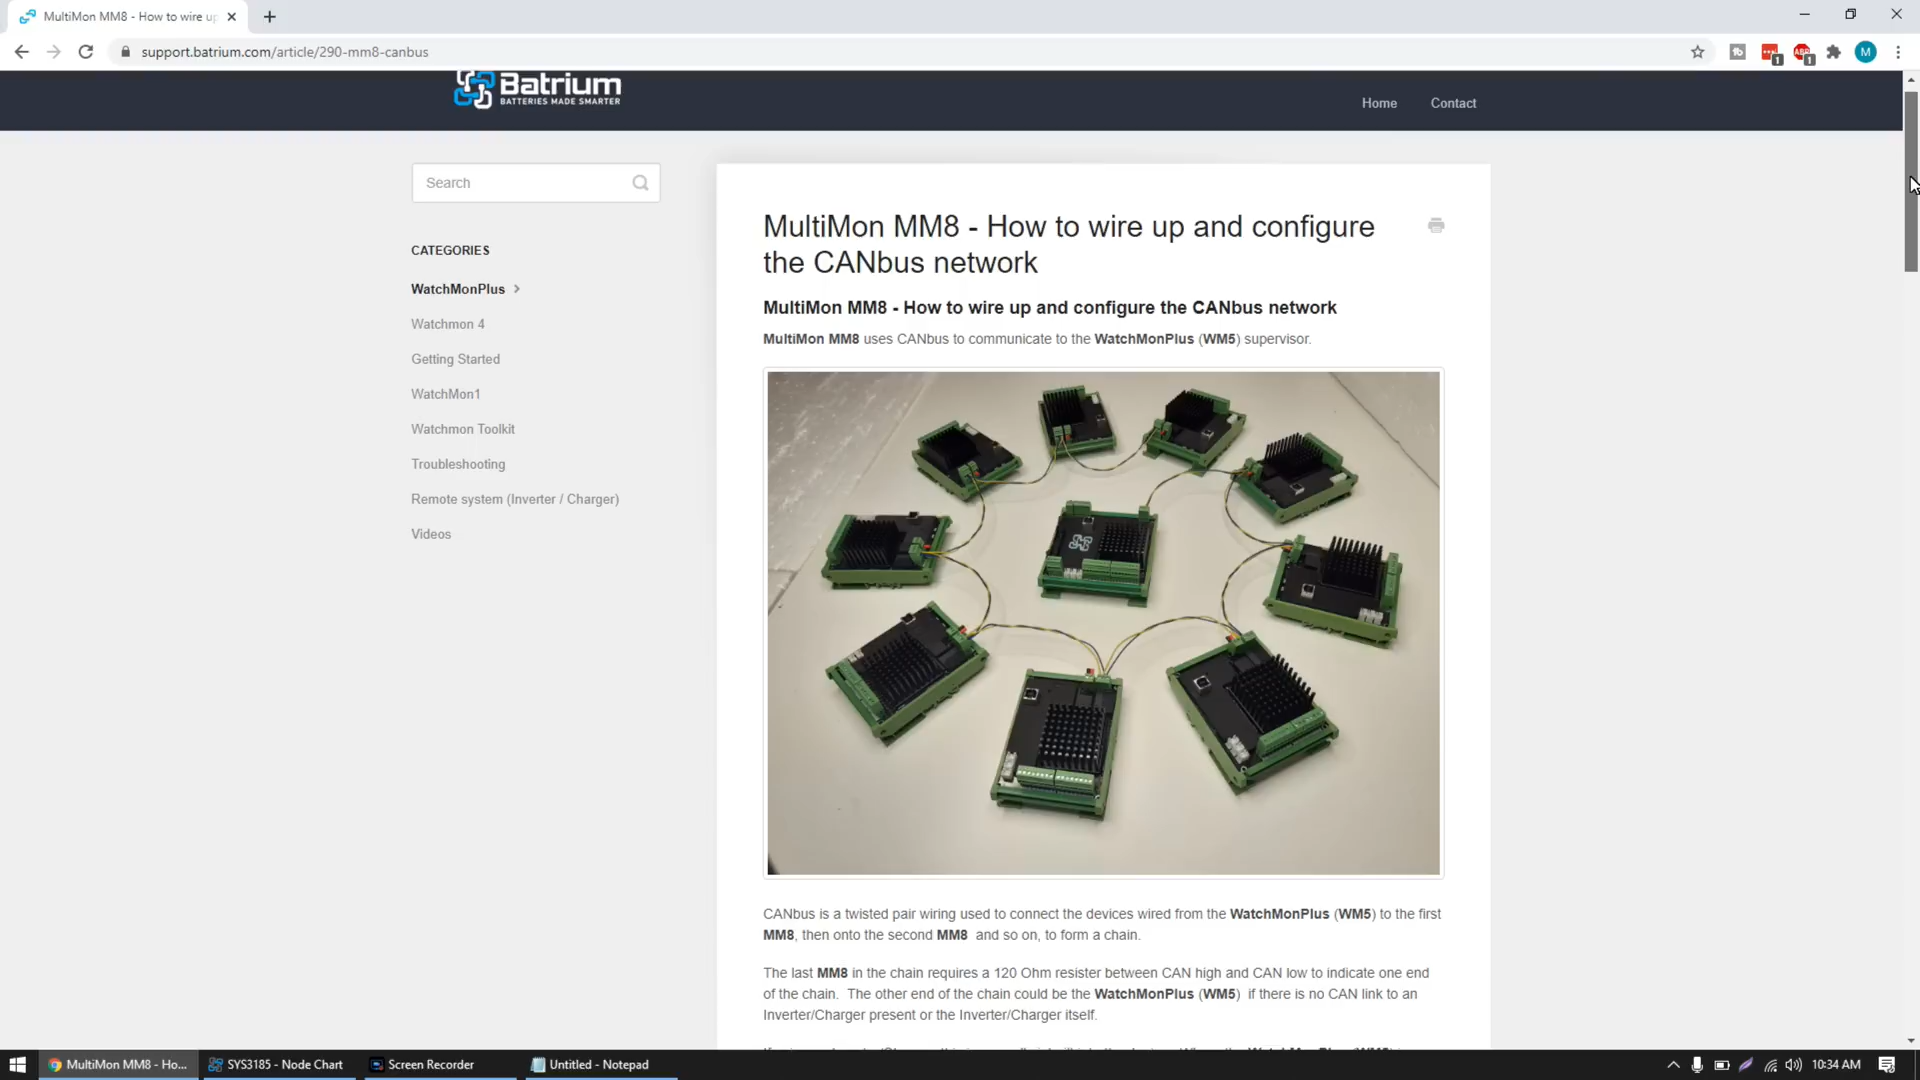 MultiMon MM8 - How to wire up
support.batrium.com/article/290-mm8-canbus
M
1
ABP
1
Batrium
BATTERIES MADE SMARTER
Home
Contact
Search
CATEGORIES
WatchMonPlus
Watchmon 4
Getting Started
WatchMon1
Watchmon Toolkit
Troubleshooting
Remote system (Inverter / Charger)
Videos
MultiMon MM8 - How to wire up and configure
the CANbus network
MultiMon MM8 - How to wire up and configure the CANbus network
MultiMon MM8 uses CANbus to communicate to the WatchMonPlus (WM5) supervisor.
CANbus is a twisted pair wiring used to connect the devices wired from the WatchMonPlus (WM5) to the first
MM8, then onto the second MM8 and so on, to form a chain.
The last MM8 in the chain requires a 120 Ohm resister between CAN high and CAN low to indicate one end
of the chain. The other end of the chain could be the WatchMonPlus (WM5) if there is no CAN link to an
Inverter/Charger present or the Inverter/Charger itself.
MultiMon MM8 - Ho...
SYS3185 - Node Chart
Screen Recorder
Untitled - Notepad
10:34 AM